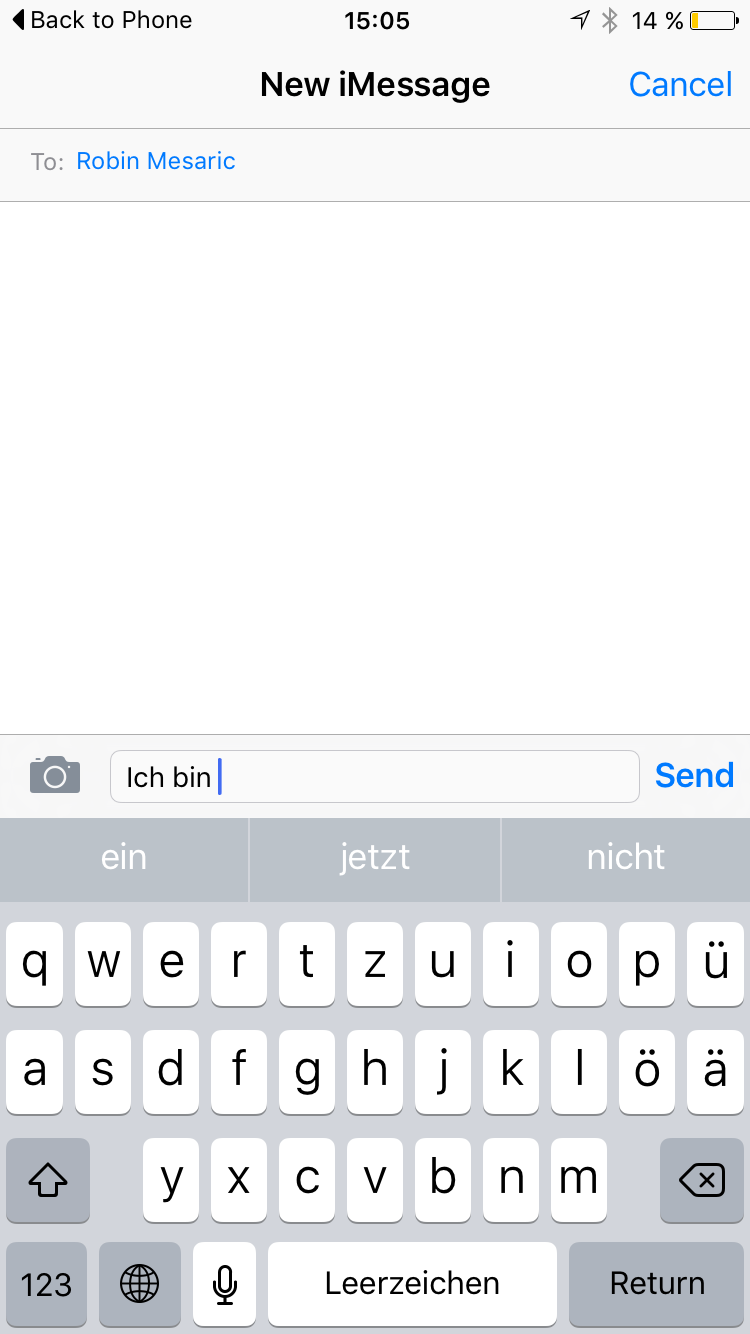 Back to Phone 15:05 14 %
New iMessage Cancel
To: Robin Mesaric
Ich bin Send
ein jetzt nicht
q w e r t z u i o p ü
a s d f g h j k l ö ä
y x c v b n m
123 Leerzeichen Return